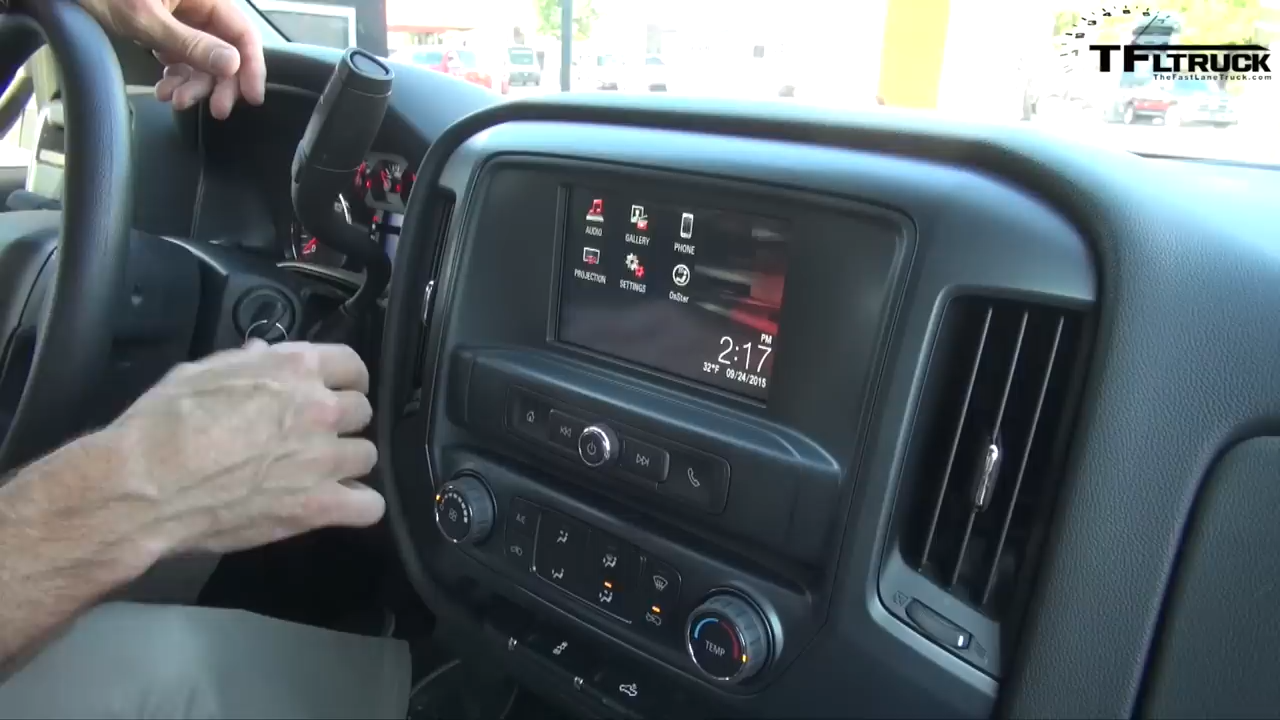 TFLTRUCK
TheFastLaneTruck.com
AUDIO
GALLERY
PHONE
PROJECTION
SETTINGS
OnStar
PM
2:17
32°F 09/24/2015
A/C
TEMP